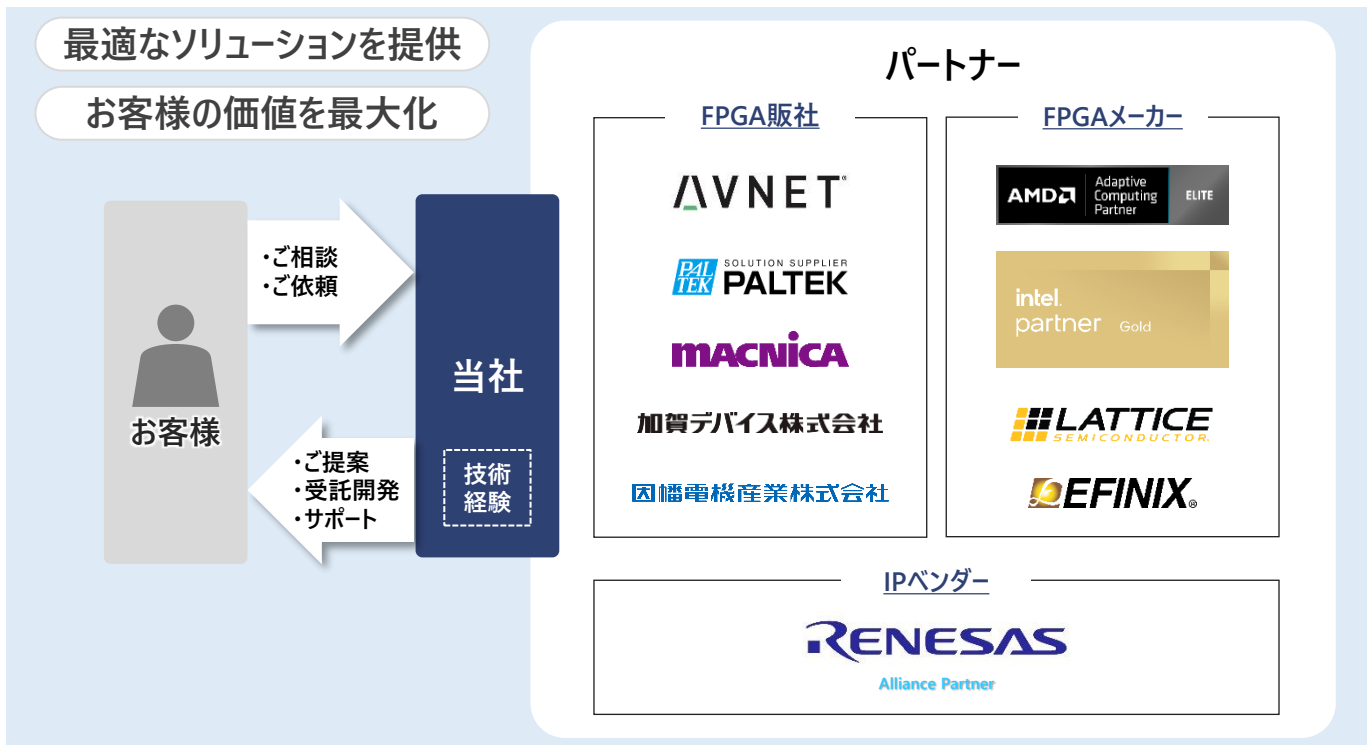 最適なソリューションを提供
お客様の価値を最大化
・ご相談
・ご依頼
お客様
・ご提案
・受託開発
・サポート
当社
技術
経験
パートナー
FPGA販社
AVNET®
PAL
TEK
SOLUTION SUPPLIER
PALTEK
MACNICA
加賀デバイス株式会社
因幡電機産業株式会社
FPGAメーカー
AMD
Adaptive
Computing
Partner
ELITE
intel.
partner Gold
LATTICE
SEMICONDUCTOR.
EFINIX®
IPベンダー
RENESAS
Alliance Partner